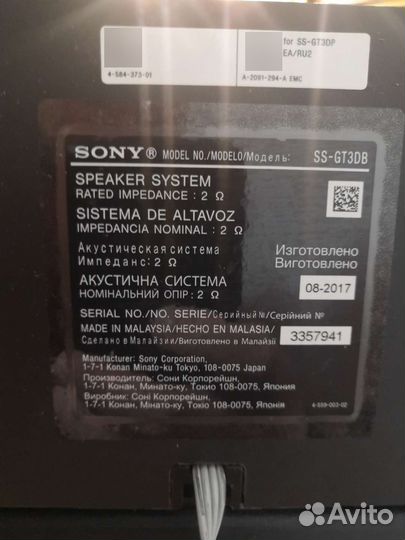 for SS-GT3DP
EA/RU2
4-584-373-01
A-2091-294-A EMC
SONY® MODEL NO./MODELO/Модель: SS-GT3DB
SPEAKER SYSTEM
RATED IMPEDANCE : 2 Ω
SISTEMA DE ALTAVOZ
IMPEDANCIA NOMINAL : 2 Ω
Акустическая система
Импеданс: 2 Ω
Изготовлено
Виготовлено
АКУСТИЧНА СИСТЕМА
НОМІНАЛЬНИЙ ОПІР: 2 Ω
08-2017
SERIAL NO./NO. SERIE/Серийный №/Серійний №
MADE IN MALAYSIA/HECHO EN MALASIA/
Сделано в Малайзии/Виготовлено в Малайзії
3357941
Manufacturer: Sony Corporation,
1-7-1 Konan Minato-ku Tokyo, 108-0075 Japan
Производитель: Сони Корпорейшн,
1-7-1 Конан, Минато-ку, Токио 108-0075, Япония
Виробник: Соні Корпорейшн,
1-7-1 Конан, Мінато-ку, Токіо 108-0075, Японія
4-559-003-02
Avito